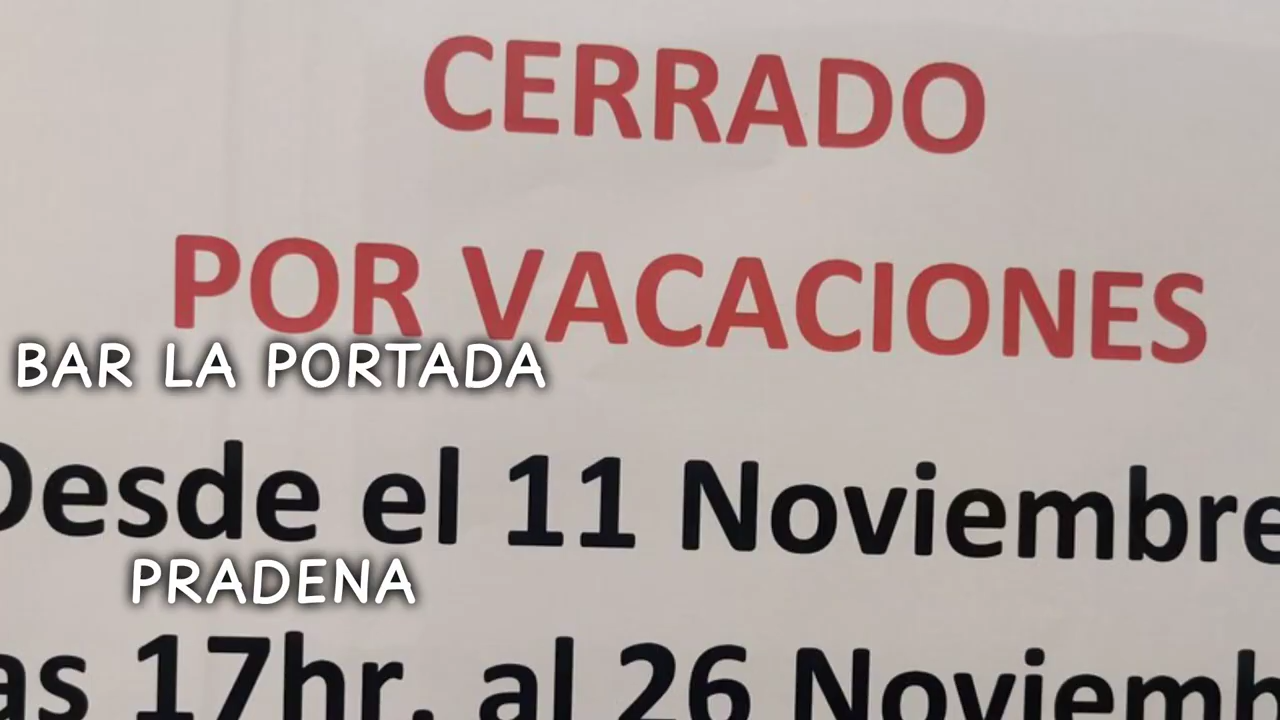 CERRADO
POR VACACIONES
BAR LA PORTADA
Desde el 11 Noviembre
PRADENA
as 17hr. al 26 Noviemb